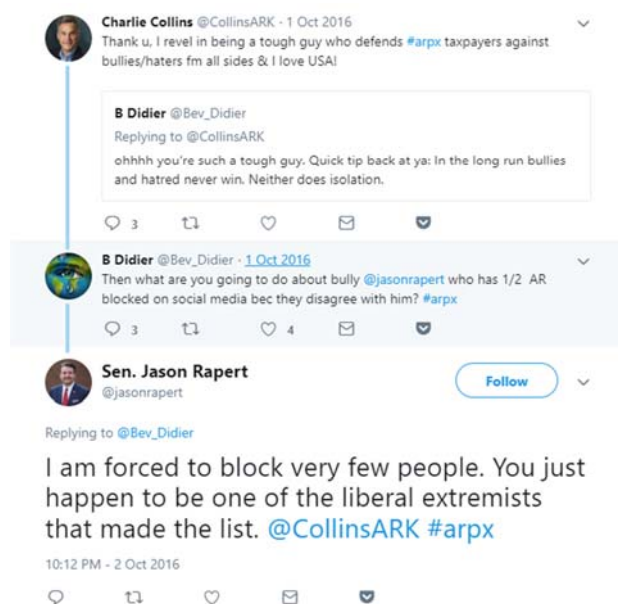 Charlie Collins @CollinsARK · 1 Oct 2016
Thank u, I revel in being a tough guy who defends #arpx taxpayers against
bullies/haters fm all sides & I love USA!
B Didier @Bev_Didier
Replying to @CollinsARK
ohhhh you're such a tough guy. Quick tip back at ya: In the long run bullies
and hatred never win. Neither does isolation.
3
B Didier @Bev_Didier · 1 Oct 2016
Then what are you going to do about bully @jasonrapert who has 1/2 AR
blocked on social media bec they disagree with him? #arpx
3 4
Sen. Jason Rapert
@jasonrapert
Follow
Replying to @Bev_Didier
I am forced to block very few people. You just
happen to be one of the liberal extremists
that made the list. @CollinsARK #arpx
10:12 PM - 2 Oct 2016